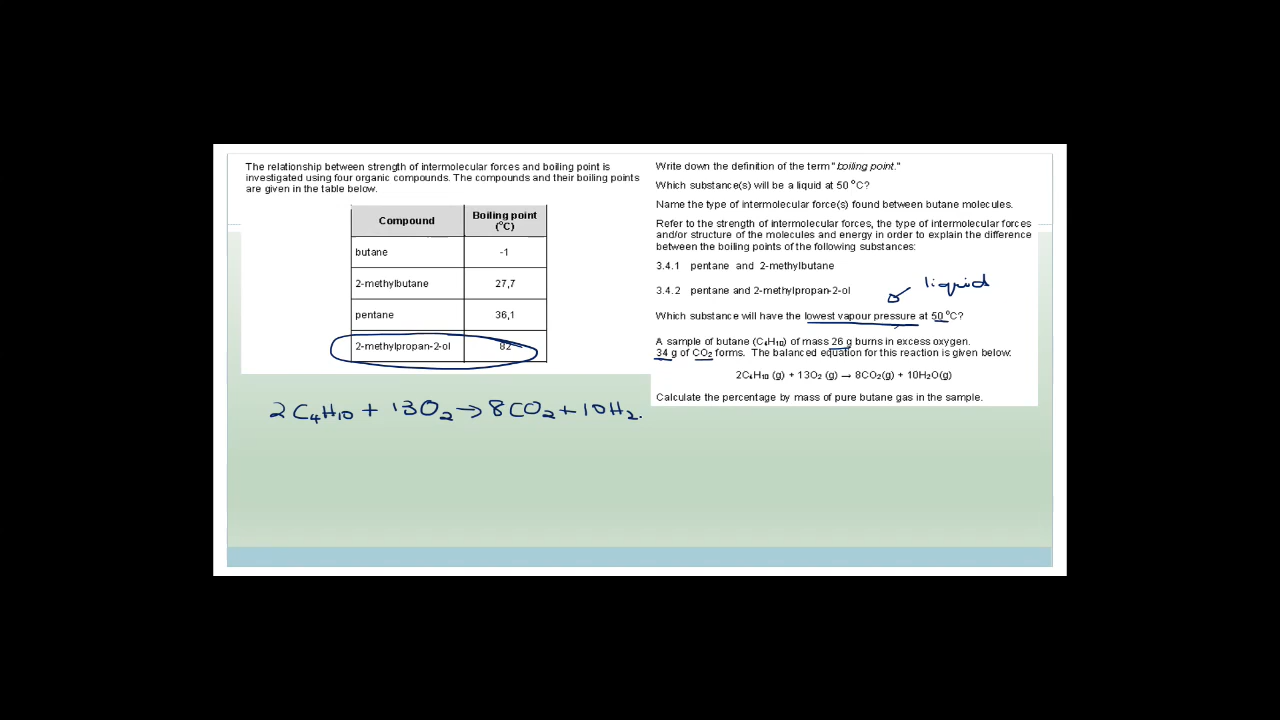 The relationship between strength of intermolecular forces and boiling point is
investigated using four organic compounds. The compounds and their boiling points
are given in the table below.
Compound Boiling point (°C)
butane -1
2-methylbutane 27,7
pentane 36,1
2-methylpropan-2-ol 82
2C₄H₁₀ + 13O₂ → 8CO₂ + 10H₂.
Write down the definition of the term "boiling point."
Which substance(s) will be a liquid at 50 °C?
Name the type of intermolecular force(s) found between butane molecules.
Refer to the strength of intermolecular forces, the type of intermolecular forces
and/or structure of the molecules and energy in order to explain the difference
between the boiling points of the following substances:
3.4.1 pentane and 2-methylbutane
3.4.2 pentane and 2-methylpropan-2-ol
liquid
Which substance will have the lowest vapour pressure at 50 °C?
A sample of butane (C₄H₁₀) of mass 26 g burns in excess oxygen.
34 g of CO₂ forms. The balanced equation for this reaction is given below:
2C₄H₁₀ (g) + 13O₂ (g) → 8CO₂(g) + 10H₂O(g)
Calculate the percentage by mass of pure butane gas in the sample.